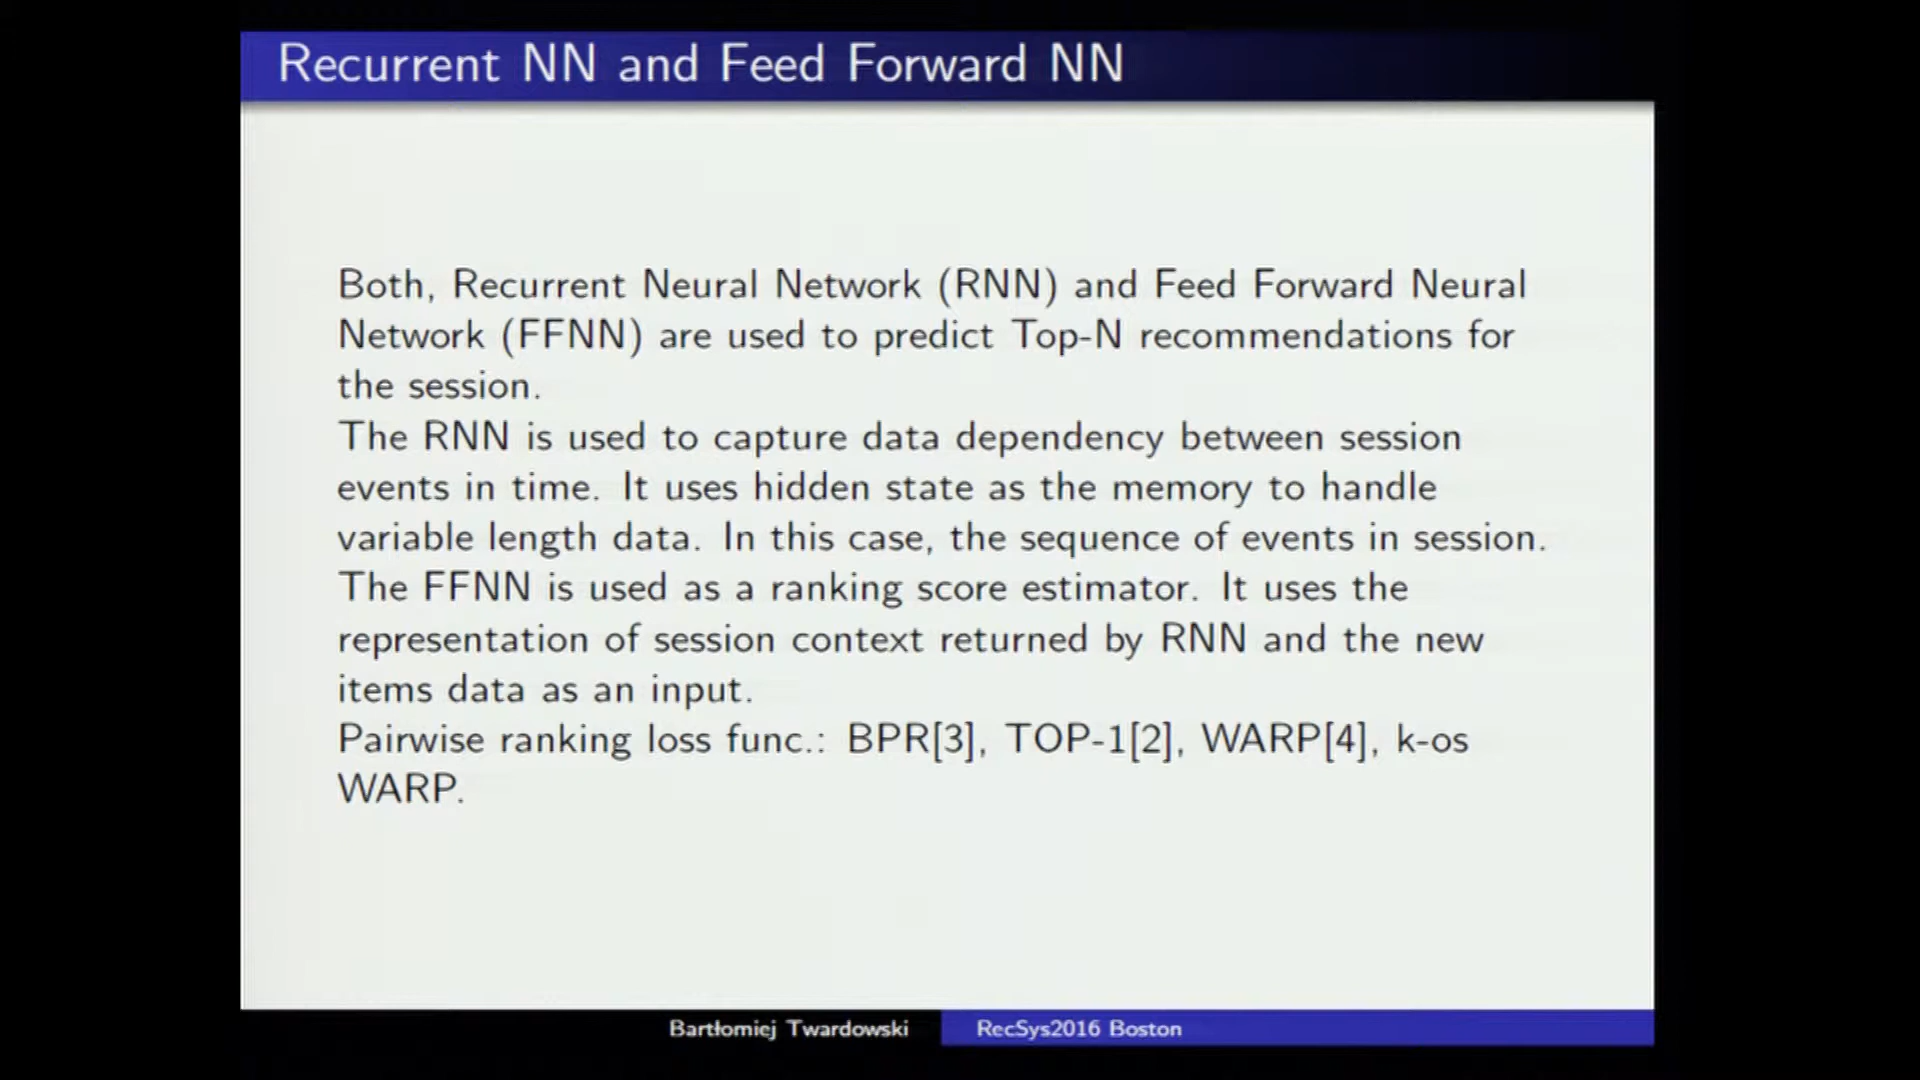 Recurrent NN and Feed Forward NN
Both, Recurrent Neural Network (RNN) and Feed Forward Neural
Network (FFNN) are used to predict Top-N recommendations for
the session.
The RNN is used to capture data dependency between session
events in time. It uses hidden state as the memory to handle
variable length data. In this case, the sequence of events in session.
The FFNN is used as a ranking score estimator. It uses the
representation of session context returned by RNN and the new
items data as an input.
Pairwise ranking loss func.: BPR[3], TOP-1[2], WARP[4], k-os
WARP.
Bartłomiej Twardowski
RecSys2016 Boston